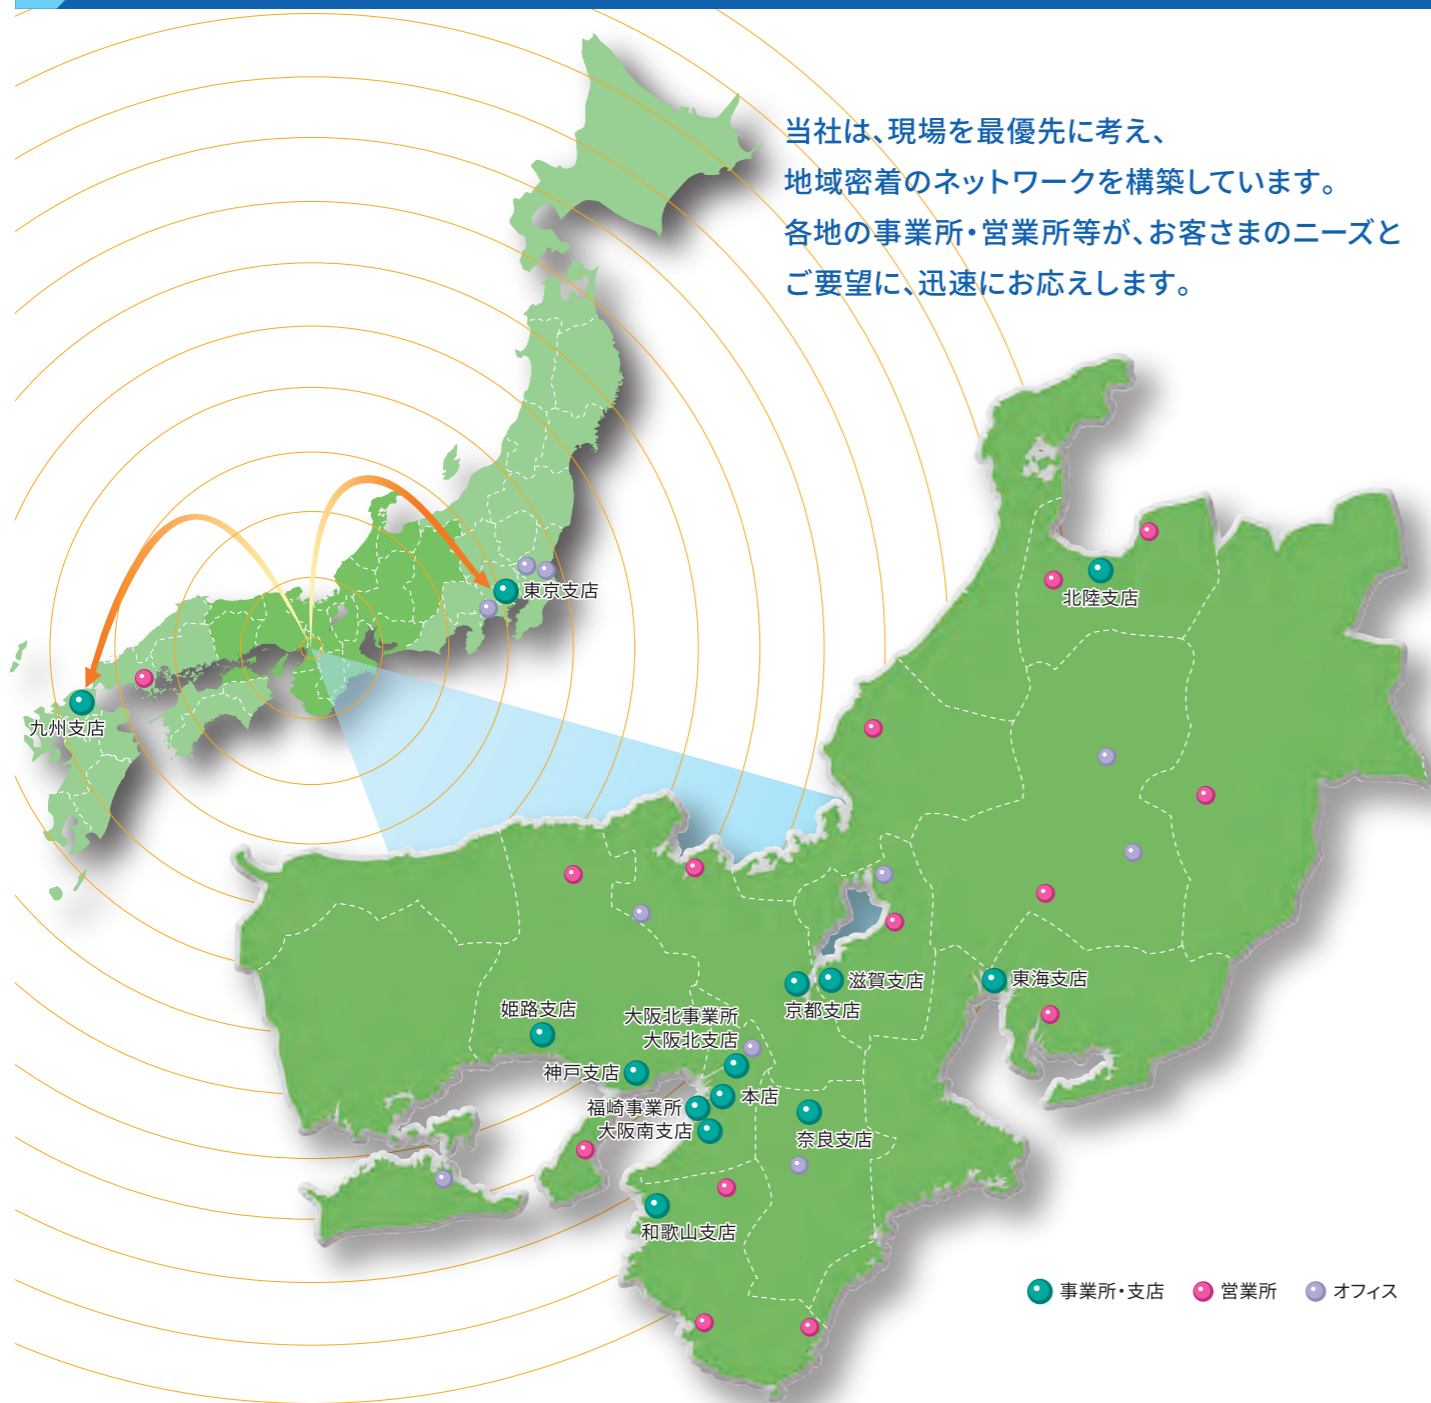 当社は、現場を最優先に考え、
地域密着のネットワークを構築しています。
各地の事業所・営業所等が、お客さまのニーズと
ご要望に、迅速にお応えします。
東京支店
九州支店
北陸支店
滋賀支店
東海支店
京都支店
姫路支店
大阪北事業所
大阪北支店
神戸支店
本店
福崎事業所
大阪南支店
奈良支店
和歌山支店
事業所・支店 営業所 オフィス